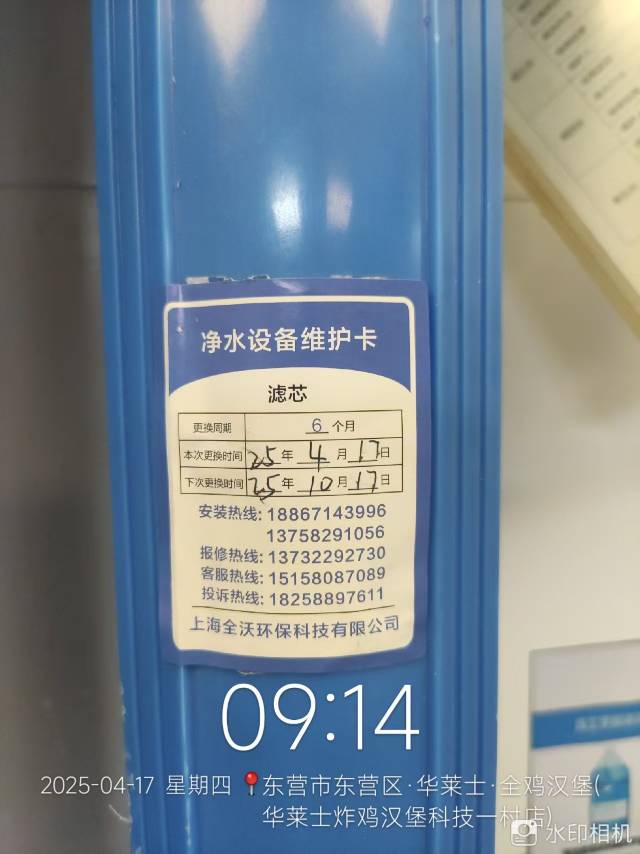 净水设备维护卡
滤芯
更换周期 6 个月
本次更换时间 25 年 4 月 17 日
下次更换时间 25 年 10 月 17 日
安装热线: 18867143996
13758291056
报修热线: 13732292730
客服热线: 15158087089
投诉热线: 18258897611
上海全沃环保科技有限公司
09:14
2025-04-17 星期四 东营市东营区·华莱士·全鸡汉堡(
华莱士炸鸡汉堡科技一村店)
水印相机